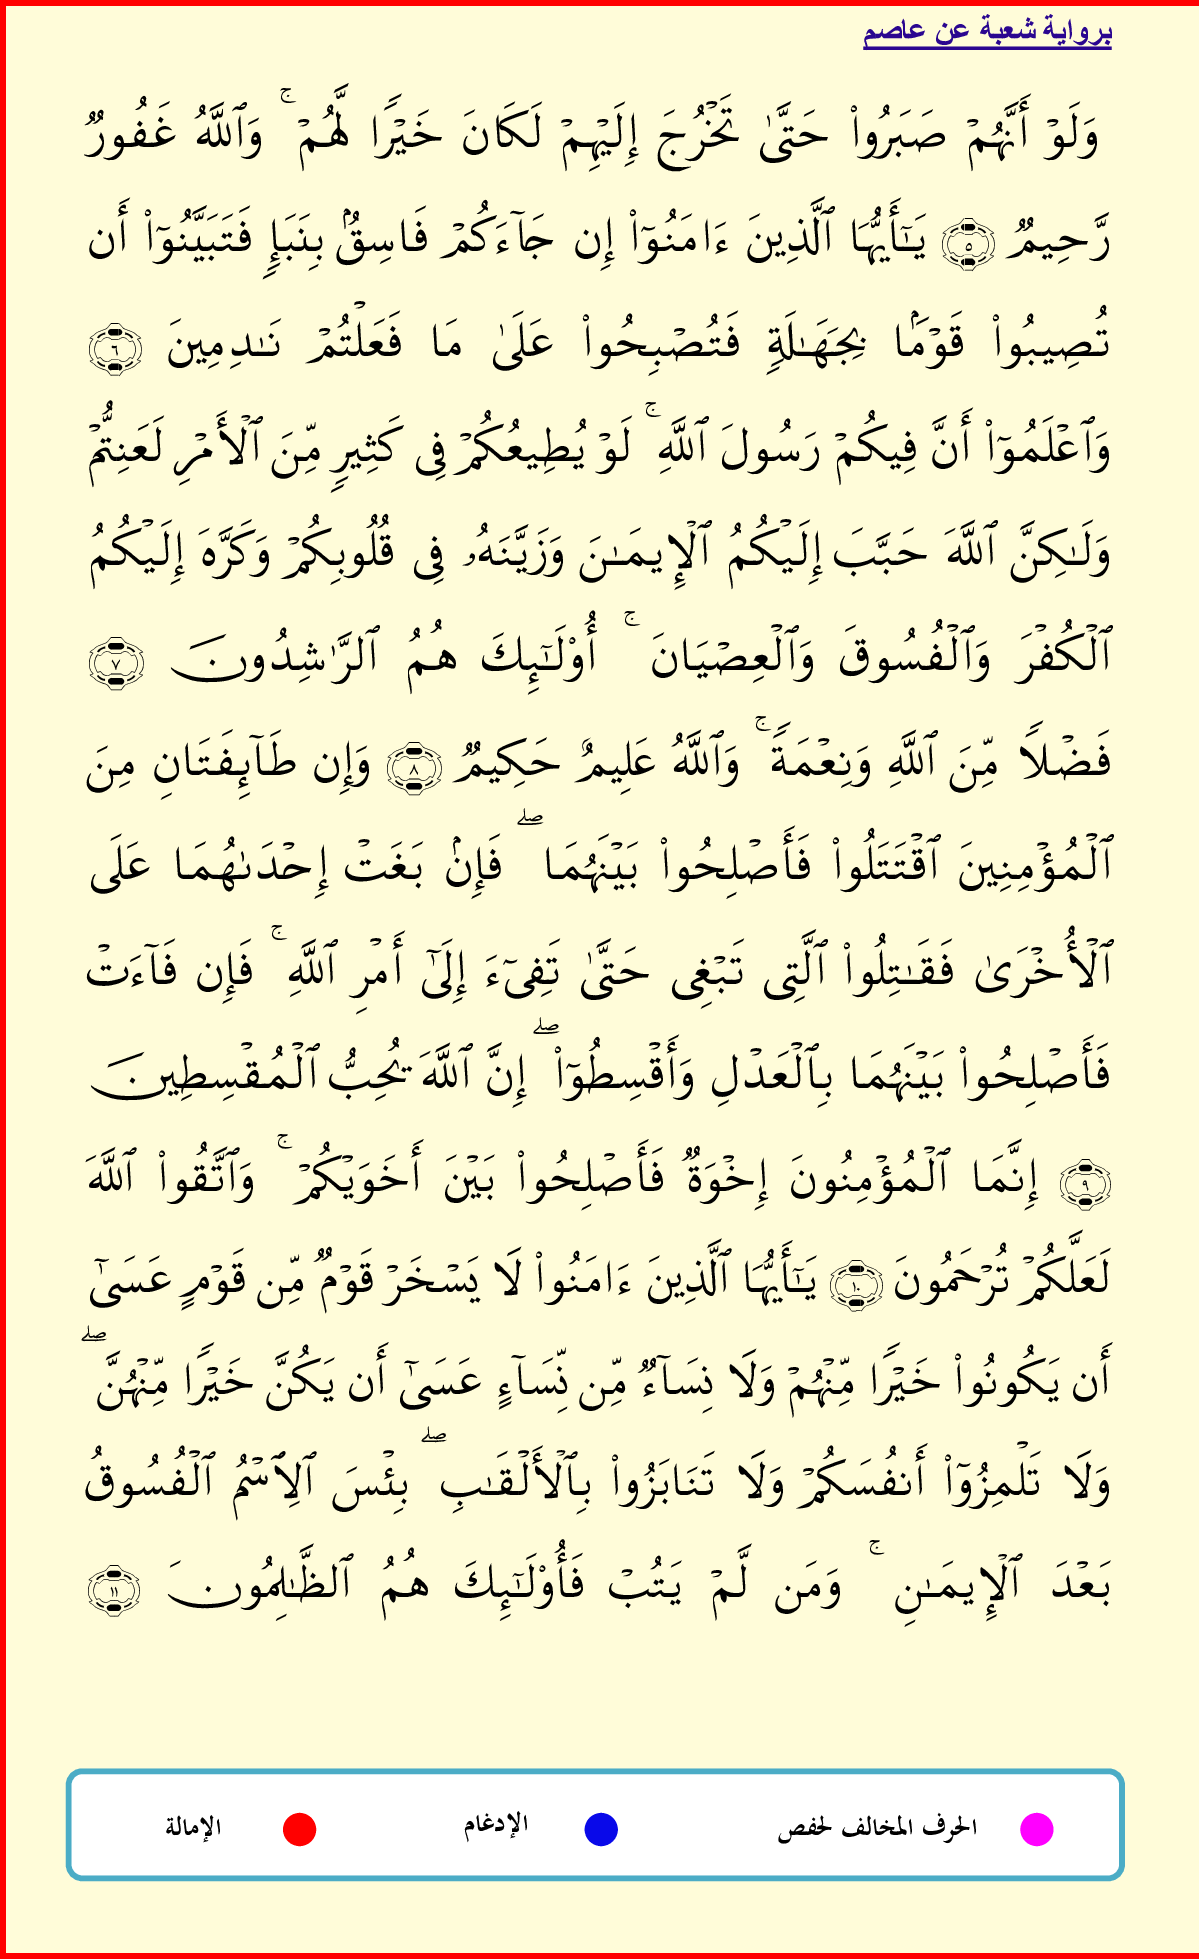 برواية شعبة عن عاصم
وَلَوۡ أَنَّهُمۡ صَبَرُواْ حَتَّىٰ تَخۡرُجَ إِلَيۡهِمۡ لَكَانَ خَيۡرٗا لَّهُمۡۚ وَٱللَّهُ غَفُورٞ
رَّحِيمٞ ٥ يَـٰٓأَيُّهَا ٱلَّذِينَ ءَامَنُوٓاْ إِن جَآءَكُمۡ فَاسِقُۢ بِنَبَإٖ فَتَبَيَّنُوٓاْ أَن
تُصِيبُواْ قَوۡمَۢا بِجَهَـٰلَةٖ فَتُصۡبِحُواْ عَلَىٰ مَا فَعَلۡتُمۡ نَـٰدِمِينَ ٦
وَٱعۡلَمُوٓاْ أَنَّ فِيكُمۡ رَسُولَ ٱللَّهِۚ لَوۡ يُطِيعُكُمۡ فِي كَثِيرٖ مِّنَ ٱلۡأَمۡرِ لَعَنِتُّمۡ
وَلَـٰكِنَّ ٱللَّهَ حَبَّبَ إِلَيۡكُمُ ٱلۡإِيمَـٰنَ وَزَيَّنَهُۥ فِي قُلُوبِكُمۡ وَكَرَّهَ إِلَيۡكُمُ
ٱلۡكُفۡرَ وَٱلۡفُسُوقَ وَٱلۡعِصۡيَانَۚ أُوْلَـٰٓئِكَ هُمُ ٱلرَّٰشِدُونَ ٧
فَضۡلٗا مِّنَ ٱللَّهِ وَنِعۡمَةٗۚ وَٱللَّهُ عَلِيمٌ حَكِيمٞ ٨ وَإِن طَآئِفَتَانِ مِنَ
ٱلۡمُؤۡمِنِينَ ٱقۡتَتَلُواْ فَأَصۡلِحُواْ بَيۡنَهُمَاۖ فَإِنۢ بَغَتۡ إِحۡدَىٰهُمَا عَلَى
ٱلۡأُخۡرَىٰ فَقَـٰتِلُواْ ٱلَّتِي تَبۡغِي حَتَّىٰ تَفِيٓءَ إِلَىٰٓ أَمۡرِ ٱللَّهِۚ فَإِن فَآءَتۡ
فَأَصۡلِحُواْ بَيۡنَهُمَا بِٱلۡعَدۡلِ وَأَقۡسِطُوٓاْۖ إِنَّ ٱللَّهَ يُحِبُّ ٱلۡمُقۡسِطِينَ
٩ إِنَّمَا ٱلۡمُؤۡمِنُونَ إِخۡوَةٞ فَأَصۡلِحُواْ بَيۡنَ أَخَوَيۡكُمۡۚ وَٱتَّقُواْ ٱللَّهَ
لَعَلَّكُمۡ تُرۡحَمُونَ ١٠ يَـٰٓأَيُّهَا ٱلَّذِينَ ءَامَنُواْ لَا يَسۡخَرۡ قَوۡمٞ مِّن قَوۡمٍ عَسَىٰٓ
أَن يَكُونُواْ خَيۡرٗا مِّنۡهُمۡ وَلَا نِسَآءٞ مِّن نِّسَآءٍ عَسَىٰٓ أَن يَكُنَّ خَيۡرٗا مِّنۡهُنَّۖ
وَلَا تَلۡمِزُوٓاْ أَنفُسَكُمۡ وَلَا تَنَابَزُواْ بِٱلۡأَلۡقَـٰبِۖ بِئۡسَ ٱلِٱسۡمُ ٱلۡفُسُوقُ
بَعۡدَ ٱلۡإِيمَـٰنِۚ وَمَن لَّمۡ يَتُبۡ فَأُوْلَـٰٓئِكَ هُمُ ٱلظَّـٰلِمُونَ ١١
الحرف المخالف لحفص الإدغام الإمالة